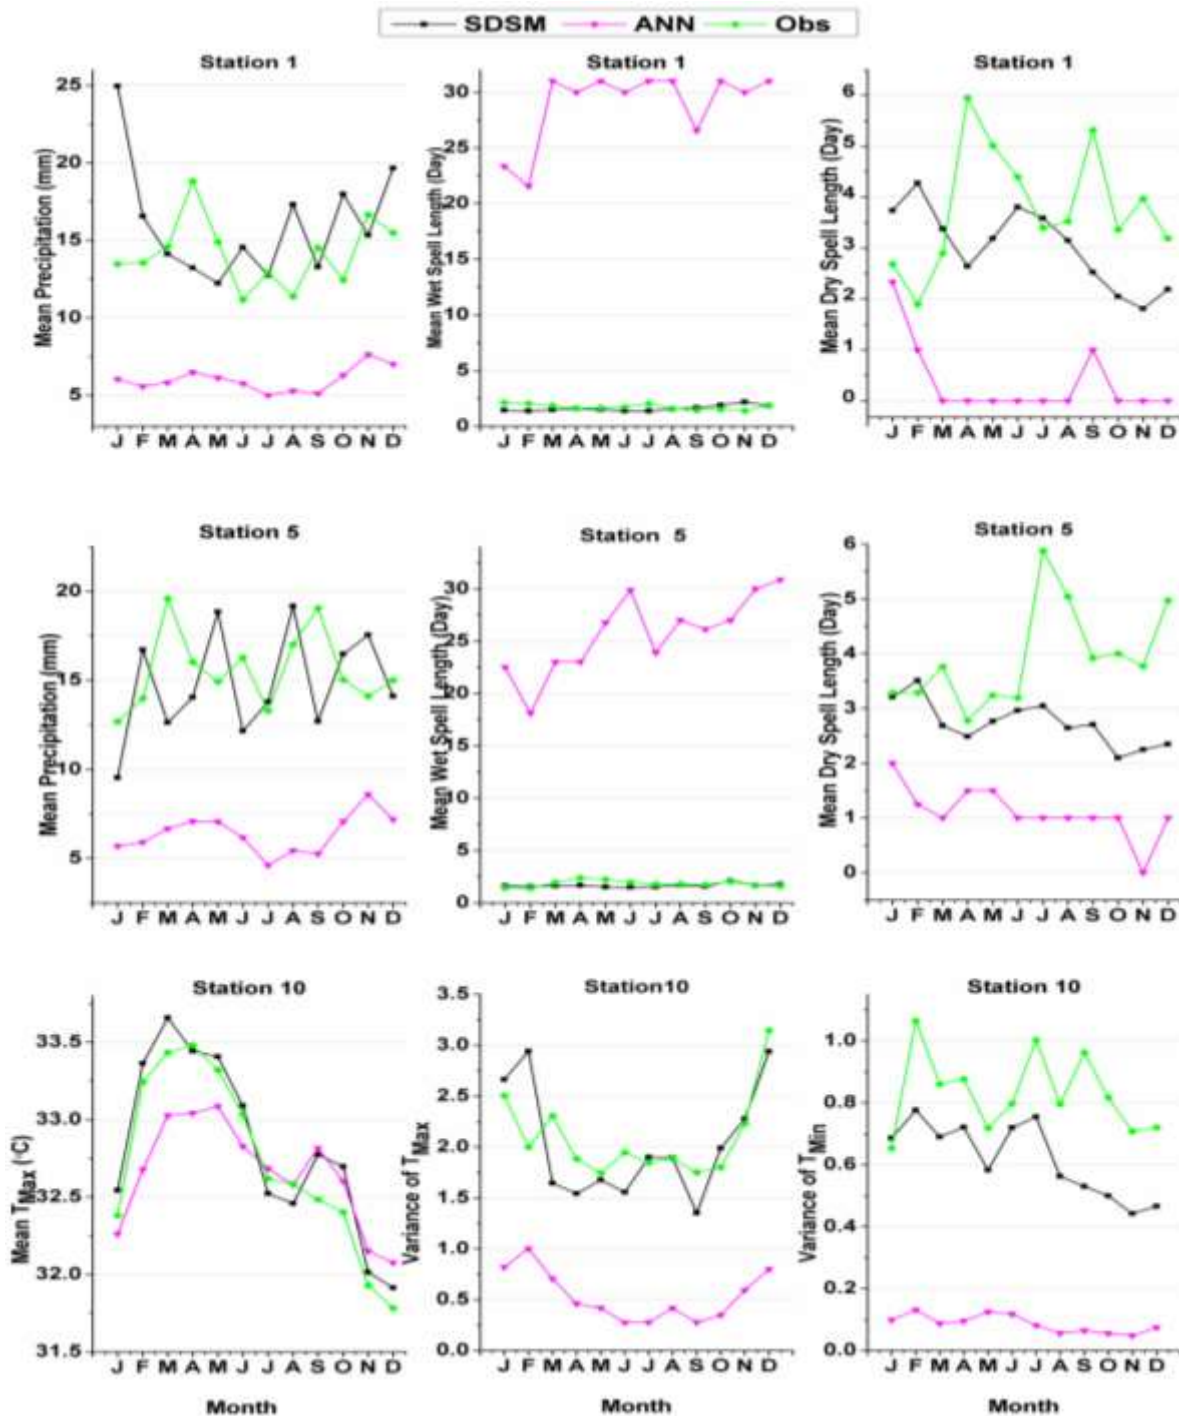 SDSM ANN Obs
Station 1
Mean Precipitation (mm)
25
20
15
10
5
J F M A M J J A S O N D
Station 1
Mean Wet Spell Length (Day)
30
25
20
15
10
5
0
J F M A M J J A S O N D
Station 1
Mean Dry Spell Length (Day)
6
5
4
3
2
1
0
J F M A M J J A S O N D
Station 5
Mean Precipitation (mm)
20
15
10
5
J F M A M J J A S O N D
Station 5
Mean Wet Spell Length (Day)
30
25
20
15
10
5
0
J F M A M J J A S O N D
Station 5
Mean Dry Spell Length (Day)
6
5
4
3
2
1
0
J F M A M J J A S O N D
Station 10
Mean TMax (°C)
33.5
33.0
32.5
32.0
31.5
J F M A M J J A S O N D
Month
Station10
Variance of TMax
3.5
3.0
2.5
2.0
1.5
1.0
0.5
0.0
J F M A M J J A S O N D
Month
Station 10
Variance of TMin
1.0
0.8
0.6
0.4
0.2
0.0
J F M A M J J A S O N D
Month